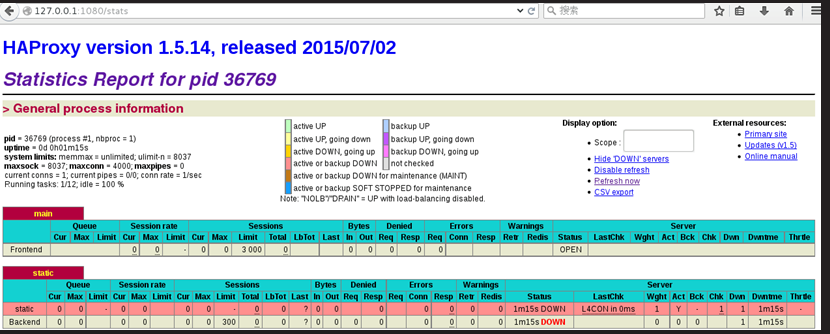 127.0.0.1:1080/stats
搜索
HAProxy version 1.5.14, released 2015/07/02
Statistics Report for pid 36769
> General process information
pid = 36769 (process #1, nbproc = 1)
uptime = 0d 0h01m15s
system limits: memmax = unlimited; ulimit-n = 8037
maxsock = 8037; maxconn = 4000; maxpipes = 0
current conns = 1; current pipes = 0/0; conn rate = 1/sec
Running tasks: 1/12; idle = 100 %
active UP
backup UP
active UP, going down
backup UP, going down
active DOWN, going up
backup DOWN, going up
active or backup DOWN
not checked
active or backup DOWN for maintenance (MAINT)
active or backup SOFT STOPPED for maintenance
Note: "NOLB"/"DRAIN" = UP with load-balancing disabled.
Display option:
• Scope :
• Hide 'DOWN' servers
• Disable refresh
• Refresh now
• CSV export
External resources:
• Primary site
• Updates (v1.5)
• Online manual
main
Queue Session rate Sessions Bytes Denied Errors Warnings Server
Cur Max Limit Cur Max Limit Cur Max Limit Total LbTot Last In Out Req Resp Req Conn Resp Retr Redis Status LastChk Wght Act Bck Chk Dwn Dwntme Thrtle
Frontend 0 0 - 0 0 3 000 0 0 0 0 0 0 OPEN
static
Queue Session rate Sessions Bytes Denied Errors Warnings Server
Cur Max Limit Cur Max Limit Cur Max Limit Total LbTot Last In Out Req Resp Req Conn Resp Retr Redis Status LastChk Wght Act Bck Chk Dwn Dwntme Thrtle
static 0 0 - 0 0 0 0 - 0 0 ? 0 0 0 0 0 0 0 1m15s DOWN L4CON in 0ms 1 Y - 1 1 1m15s -
Backend 0 0 0 0 0 0 300 0 0 ? 0 0 0 0 0 0 0 0 1m15s DOWN 0 0 0 1 1m15s